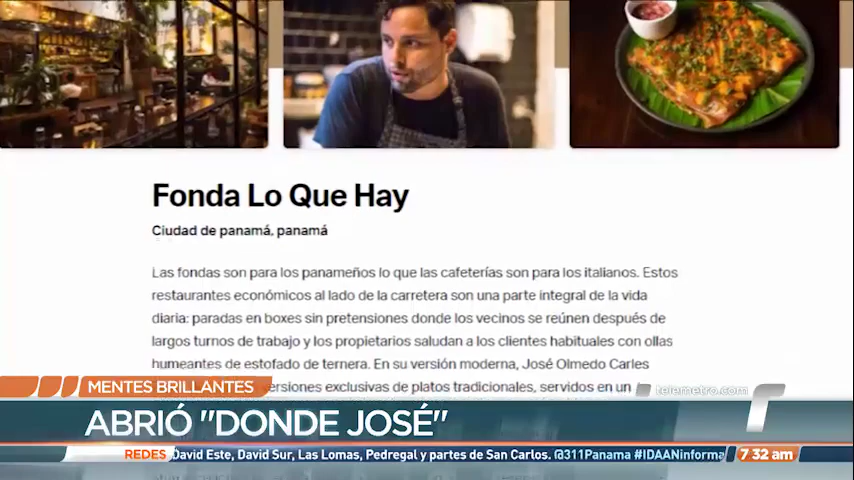 Fonda Lo Que Hay
Ciudad de panamá, panamá
Las fondas son para los panameños lo que las cafeterías son para los italianos. Estos
restaurantes económicos al lado de la carretera son una parte integral de la vida
diaria: paradas en boxes sin pretensiones donde los vecinos se reúnen después de
largos turnos de trabajo y los propietarios saludan a los clientes habituales con ollas
humeantes de estofado de ternera. En su versión moderna, José Olmedo Carles
exclusivas de platos tradicionales, servidos en un
MENTES BRILLANTES
telemetro.com
ABRIÓ "DONDE JOSÉ"
REDES David Este, David Sur, Las Lomas, Pedregal y partes de San Carlos. @311Panama #IDAANinforma 7:32 am